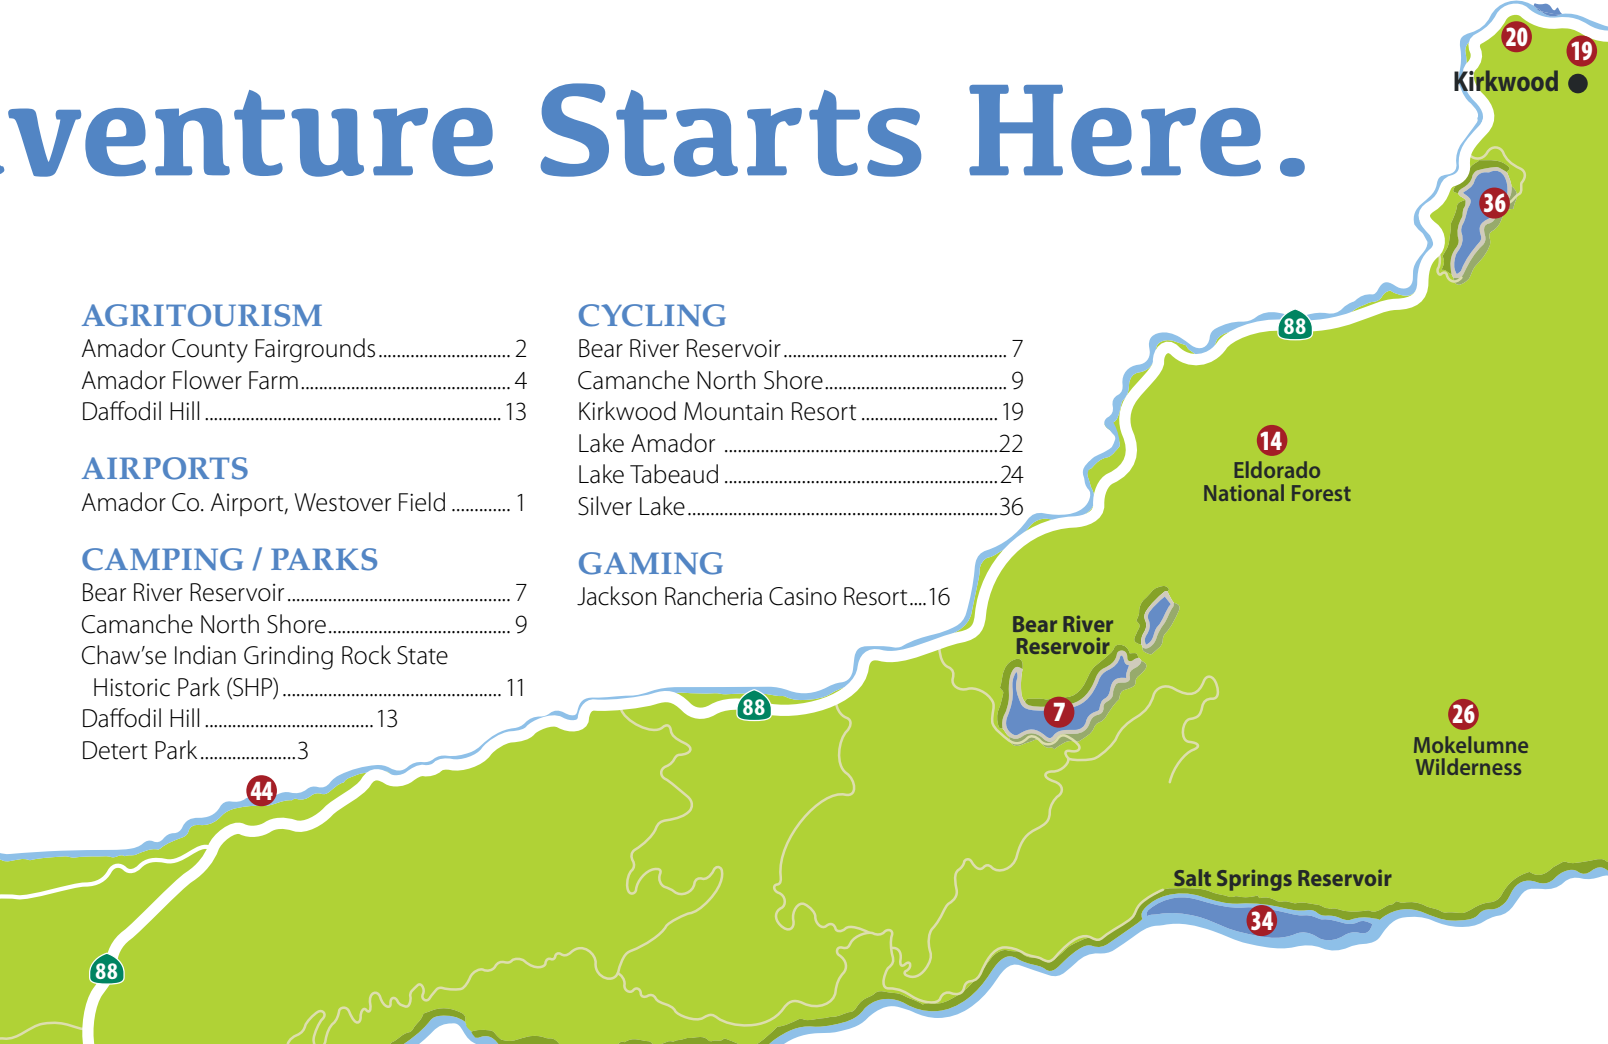 venture Starts Here.
AGRITOURISM
Amador County Fairgrounds 2
Amador Flower Farm 4
Daffodil Hill 13
AIRPORTS
Amador Co. Airport, Westover Field 1
CAMPING / PARKS
Bear River Reservoir 7
Camanche North Shore 9
Chaw'se Indian Grinding Rock State
Historic Park (SHP) 11
Daffodil Hill 13
Detert Park 3
CYCLING
Bear River Reservoir 7
Camanche North Shore 9
Kirkwood Mountain Resort 19
Lake Amador 22
Lake Tabeaud 24
Silver Lake 36
GAMING
Jackson Rancheria Casino Resort 16
20
19
Kirkwood
36
88
14
Eldorado
National Forest
Bear River
Reservoir
7
88
26
Mokelumne
Wilderness
44
Salt Springs Reservoir
34
88